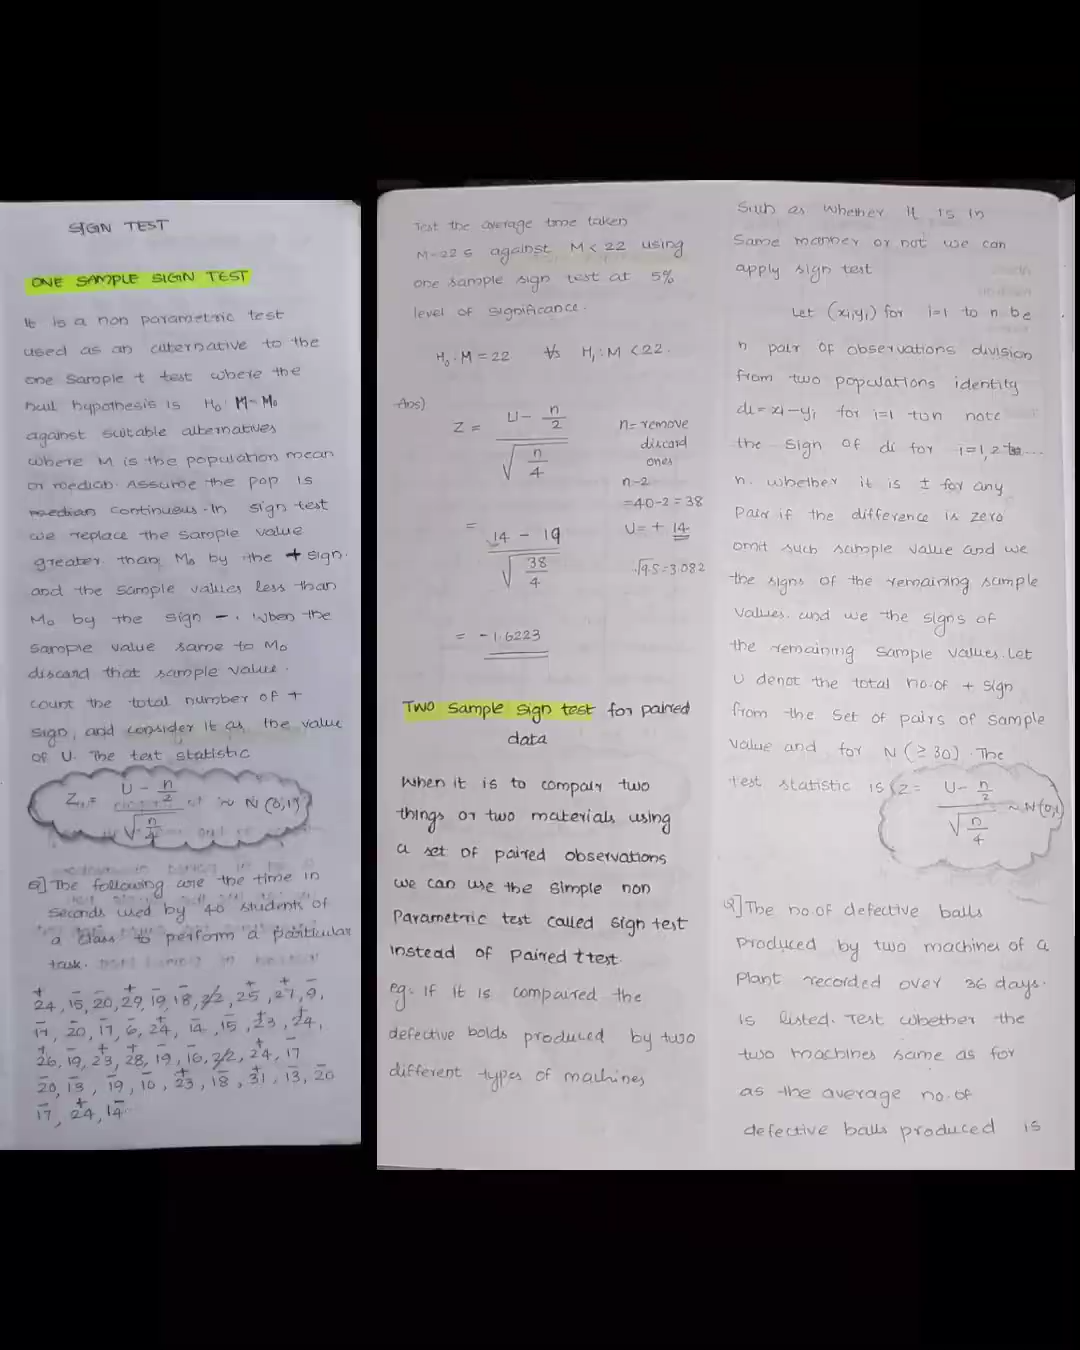 SIGN TEST
ONE SAMPLE SIGN TEST
It is a non parametric test
used as an alternative to the
one sample t test where the
null hypothesis is H₀: M=M₀
against suitable alternatives
where M is the population mean
or median. Assume the pop is
median continuous. In sign test
we replace the sample value
greater than M₀ by the + sign.
and the sample values less than
M₀ by the sign -. When the
sample value same to M₀
discard that sample value.
count the total number of +
sign, and consider it as the value
of U. The test statistic
Z = (U - n/2) / √(n/4) ~ N(0,1)
Q] The following are the time in
seconds used by 40 students of
a class to perform a particular
task.
24, 15, 20, 29, 19, 18, 22, 25, 27, 9,
17, 20, 17, 6, 24, 14, 15, 23, 24,
26, 19, 23, 28, 19, 16, 22, 24, 17
20, 13, 19, 10, 23, 18, 31, 13, 20
17, 24, 14
Test the average time taken
M=22 s against M<22 using
one sample sign test at 5%
level of significance.
H₀: M = 22 Vs H₁: M < 22.
Ans)
Z = (U - n/2) / √(n/4)
n = remove
discard
ones
n-2
=40-2=38
U= + 14
= (14 - 19) / √(38/4)
√9.5=3.082
= -1.6223
Two sample sign test for paired
data
When it is to compair two
things or two materials using
a set of paired observations
we can use the simple non
Parametric test called sign test
instead of Paired t test.
eg. If it is compaired the
defective bolds produced by two
different types of machines
Such as whether it is in
same manner or not we can
apply sign test
Let (xi,yi) for i=1 to n be
n pair of observations division
from two populations identity
di=xi-yi for i=1 to n note
the sign of di for i=1,2 ....
n. whether it is ± for any
Pair if the difference is zero
omit such sample value and we
the signs of the remaining sample
values. and we the signs of
the remaining sample values. Let
U denot the total no.of + sign
from the set of pairs of sample
value and for N (≥30). The
test statistic is Z = (U - n/2) / √(n/4) ~ N(0,1)
Q] The no.of defective balls
produced by two machines of a
plant recorded over 36 days.
is listed. Test whether the
two machines same as for
as the average no.of
defective balls produced is